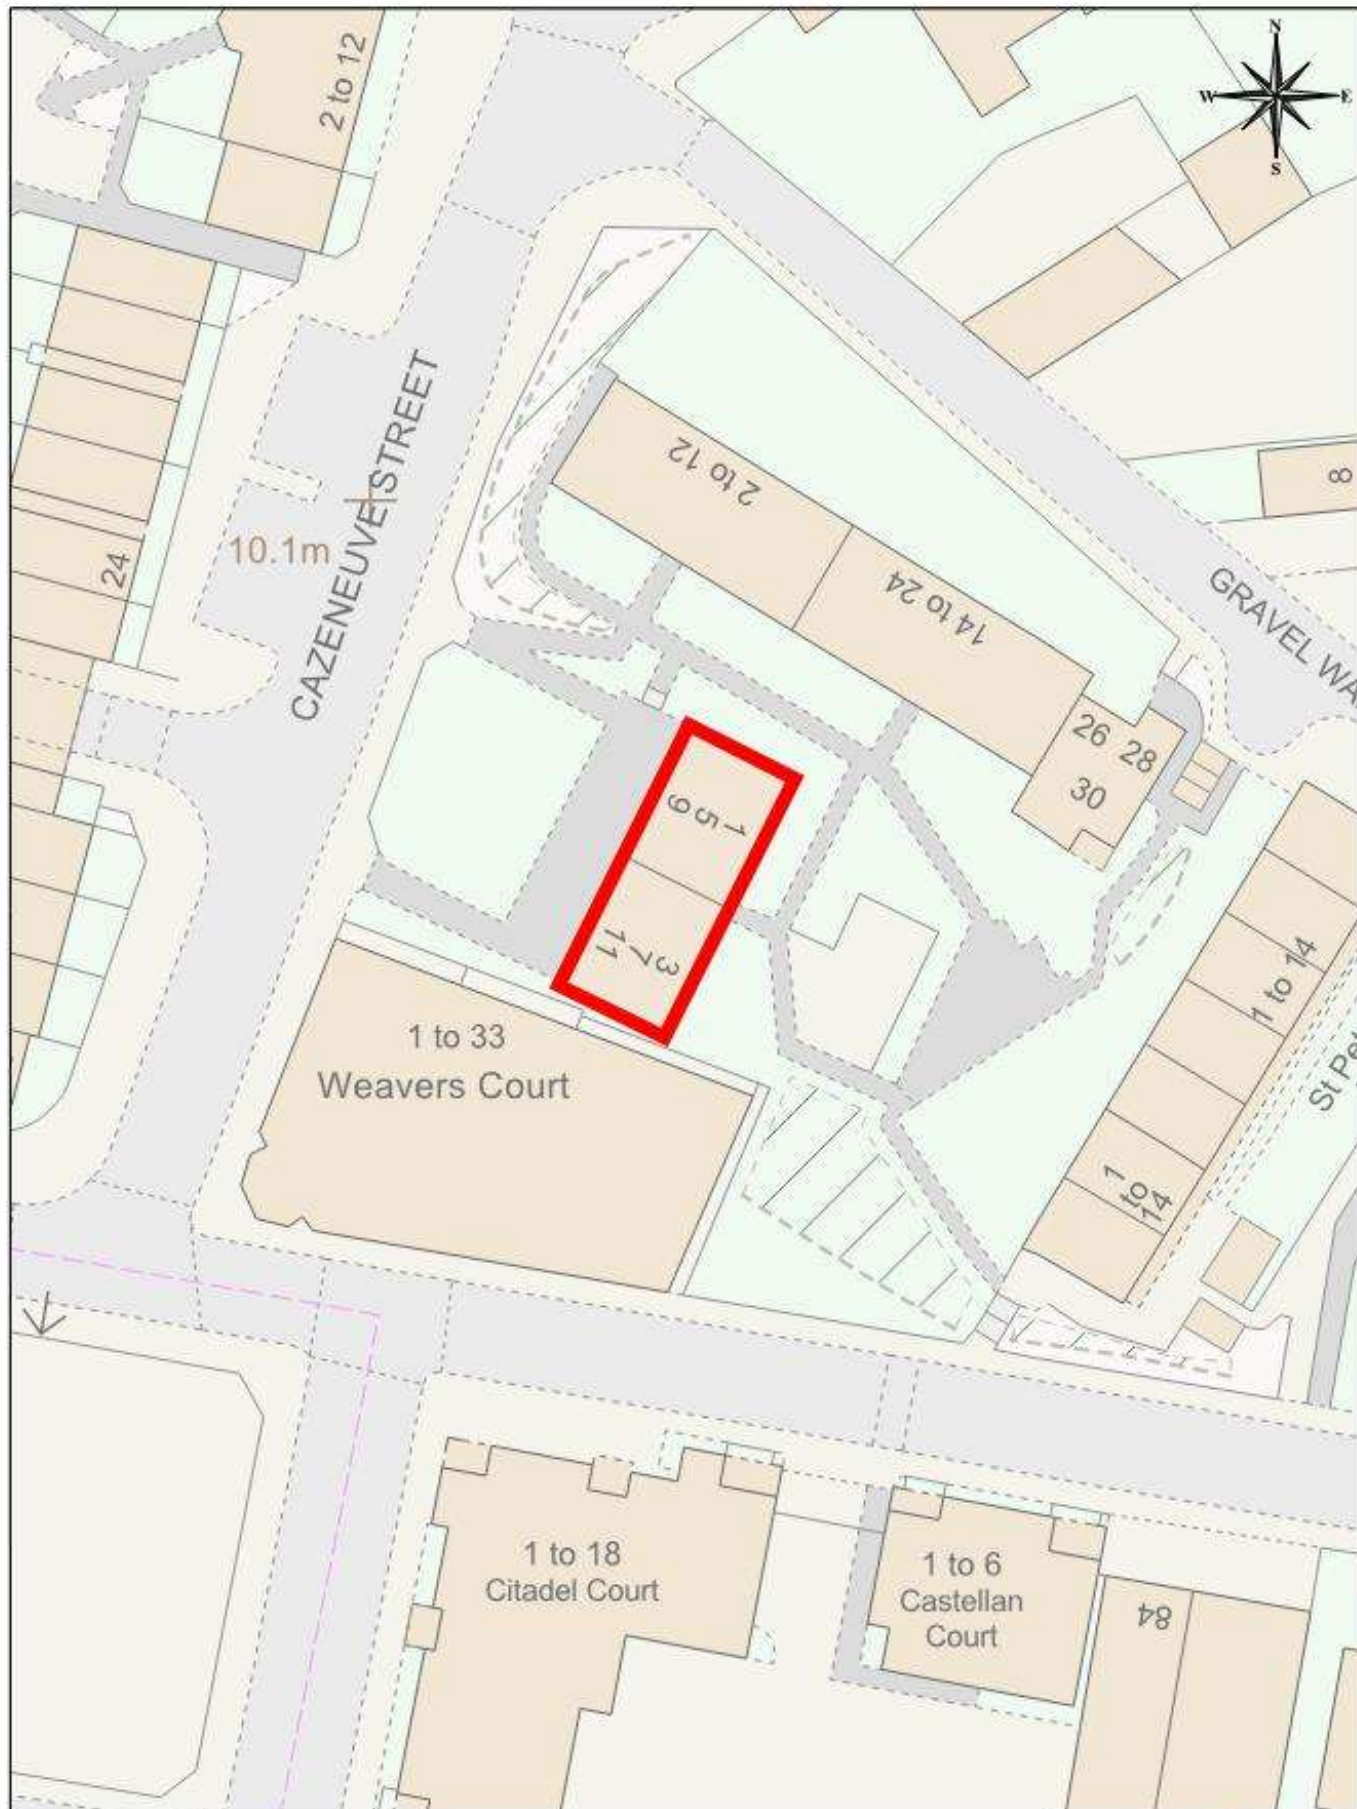 N
W E
S
2 to 12
CAZENEUVE STREET
10.1m
24
2 to 12
14 to 24
8
GRAVEL WA
26 28
30
1
5
9
3
7
11
1 to 33
Weavers Court
1 to 14
1
to
14
St Pet
1 to 18
Citadel Court
1 to 6
Castellan
Court
84